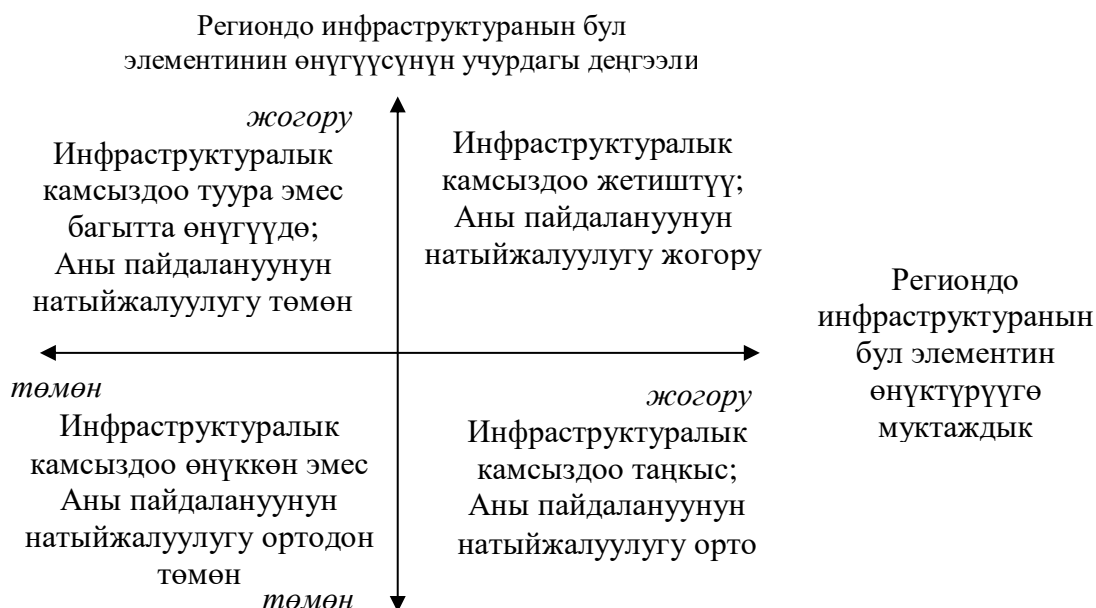 Региондо инфраструктуранын бул
элементинин өнүгүүсүнүн учурдагы деңгээли
жогору
Инфраструктуралык
камсыздоо туура эмес
багытта өнүгүүдө;
Аны пайдалануунун
натыйжалуулугу төмөн
Инфраструктуралык
камсыздоо жетиштүү;
Аны пайдалануунун
натыйжалуулугу жогору
Региондо
инфраструктуранын
бул элементин
өнүктүрүүгө
муктаждык
төмөн
Инфраструктуралык
камсыздоо өнүккөн эмес
Аны пайдалануунун
натыйжалуулугу ортодон
төмөн
төмөн
жогору
Инфраструктуралык
камсыздоо таңкыс;
Аны пайдалануунун
натыйжалуулугу орто